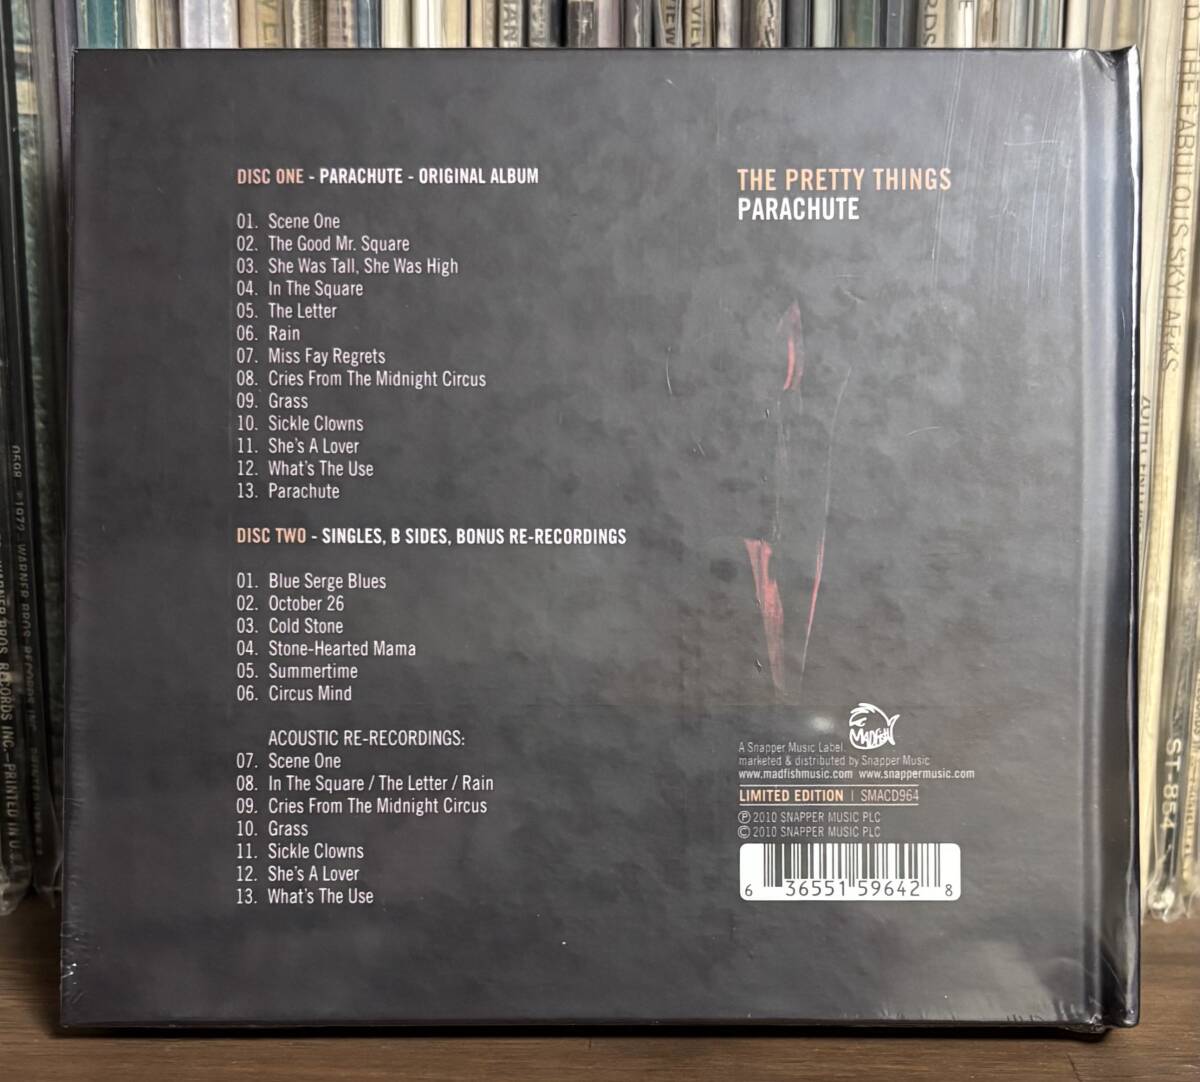 DISC ONE - PARACHUTE - ORIGINAL ALBUM
01. Scene One
02. The Good Mr. Square
03. She Was Tall, She Was High
04. In The Square
05. The Letter
06. Rain
07. Miss Fay Regrets
08. Cries From The Midnight Circus
09. Grass
10. Sickle Clowns
11. She's A Lover
12. What's The Use
13. Parachute
DISC TWO - SINGLES, B SIDES, BONUS RE-RECORDINGS
01. Blue Serge Blues
02. October 26
03. Cold Stone
04. Stone-Hearted Mama
05. Summertime
06. Circus Mind
ACOUSTIC RE-RECORDINGS:
07. Scene One
08. In The Square / The Letter / Rain
09. Cries From The Midnight Circus
10. Grass
11. Sickle Clowns
12. She's A Lover
13. What's The Use
THE PRETTY THINGS
PARACHUTE
MADFISH
A Snapper Music Label.
marketed & distributed by Snapper Music
www.madfishmusic.com www.snappermusic.com
LIMITED EDITION | SMACD964
℗ 2010 SNAPPER MUSIC PLC
© 2010 SNAPPER MUSIC PLC
6 36551 59642 8
THE FABULOUS SKYLARKS
ST-854
RECORDS INC.–PRINTED IN U.S.